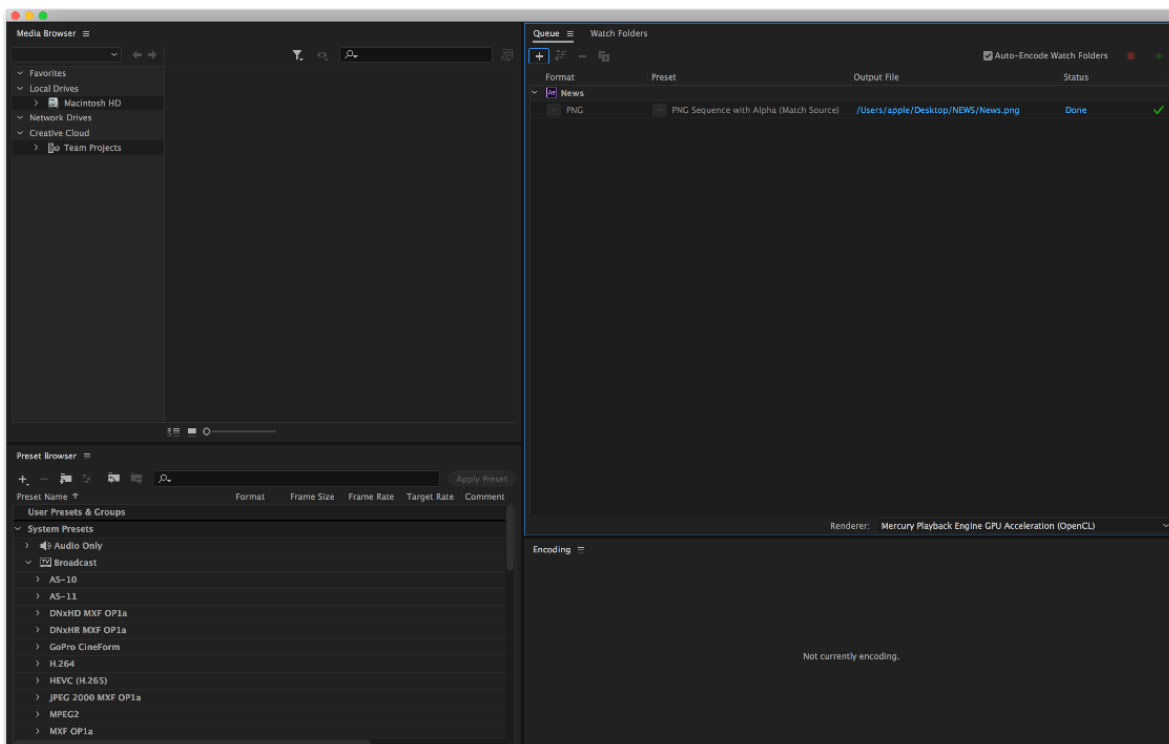 Media Browser
Favorites
Local Drives
Macintosh HD
Network Drives
Creative Cloud
Team Projects
Queue Watch Folders
Auto-Encode Watch Folders
Format Preset Output File Status
Ae News
PNG PNG Sequence with Alpha (Match Source) /Users/apple/Desktop/NEWS/News.png Done
Renderer: Mercury Playback Engine GPU Acceleration (OpenCL)
Preset Browser
Apply Preset
Preset Name Format Frame Size Frame Rate Target Rate Comment
User Presets & Groups
System Presets
Audio Only
TV Broadcast
AS-10
AS-11
DNxHD MXF OP1a
DNxHR MXF OP1a
GoPro CineForm
H.264
HEVC (H.265)
JPEG 2000 MXF OP1a
MPEG2
MXF OP1a
Encoding
Not currently encoding.